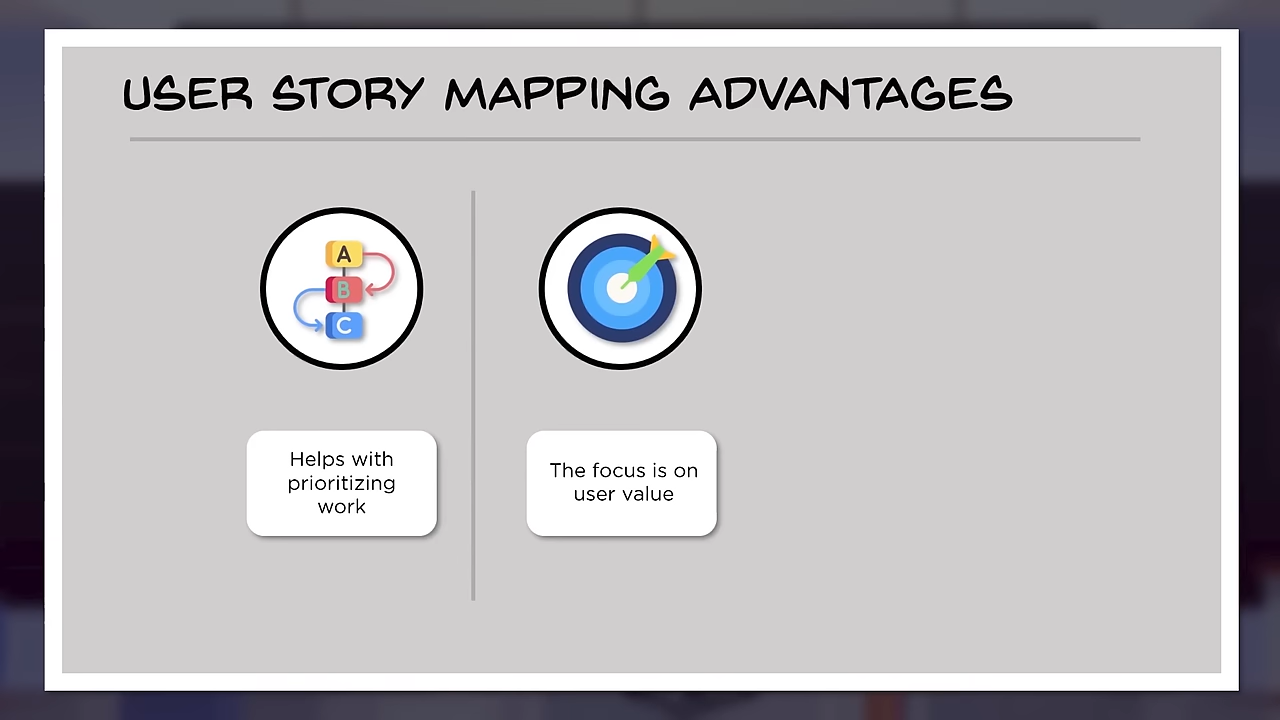 USER STORY MAPPING ADVANTAGES
A
B
C
Helps with
prioritizing
work
The focus is on
user value